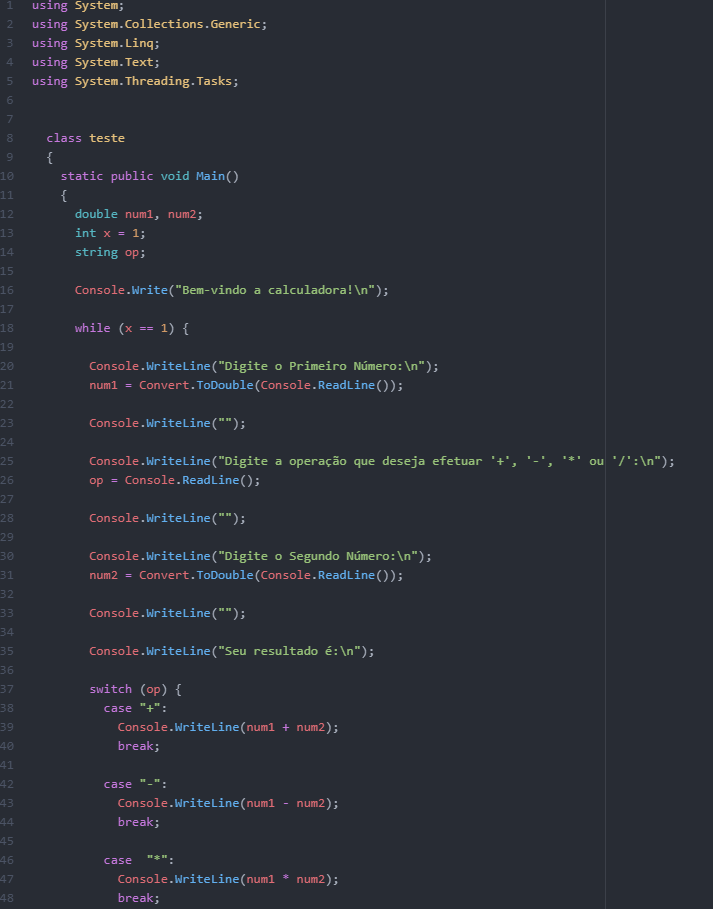 1 using System;
2 using System.Collections.Generic;
3 using System.Linq;
4 using System.Text;
5 using System.Threading.Tasks;
6
7
8 class teste
9 {
10 static public void Main()
11 {
12 double num1, num2;
13 int x = 1;
14 string op;
15
16 Console.Write("Bem-vindo a calculadora!\n");
17
18 while (x == 1) {
19
20 Console.WriteLine("Digite o Primeiro Número:\n");
21 num1 = Convert.ToDouble(Console.ReadLine());
22
23 Console.WriteLine("");
24
25 Console.WriteLine("Digite a operação que deseja efetuar '+', '-', '*' ou '/':\n");
26 op = Console.ReadLine();
27
28 Console.WriteLine("");
29
30 Console.WriteLine("Digite o Segundo Número:\n");
31 num2 = Convert.ToDouble(Console.ReadLine());
32
33 Console.WriteLine("");
34
35 Console.WriteLine("Seu resultado é:\n");
36
37 switch (op) {
38 case "+":
39 Console.WriteLine(num1 + num2);
40 break;
41
42 case "-":
43 Console.WriteLine(num1 - num2);
44 break;
45
46 case  "*":
47 Console.WriteLine(num1 * num2);
48 break;